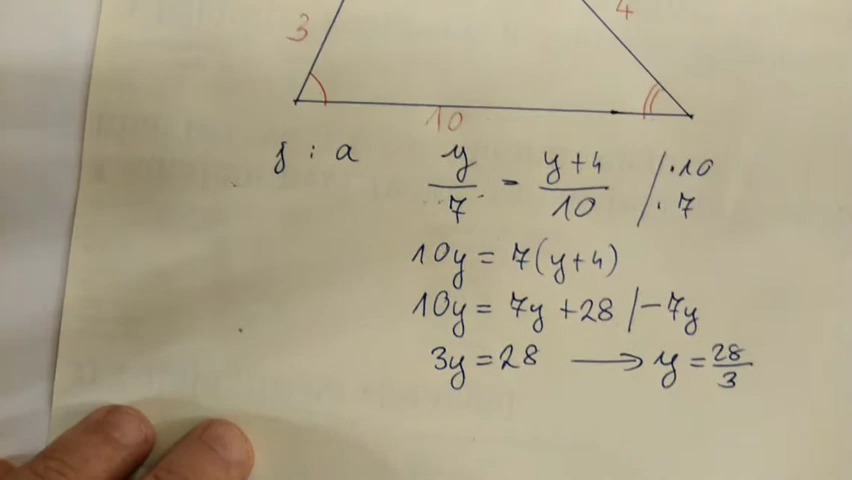 3
4
10
γ : a
y/7 = (y+4)/10 /·10 ·7
10y = 7(y+4)
10y = 7y +28 /-7y
3y = 28 → y = 28/3